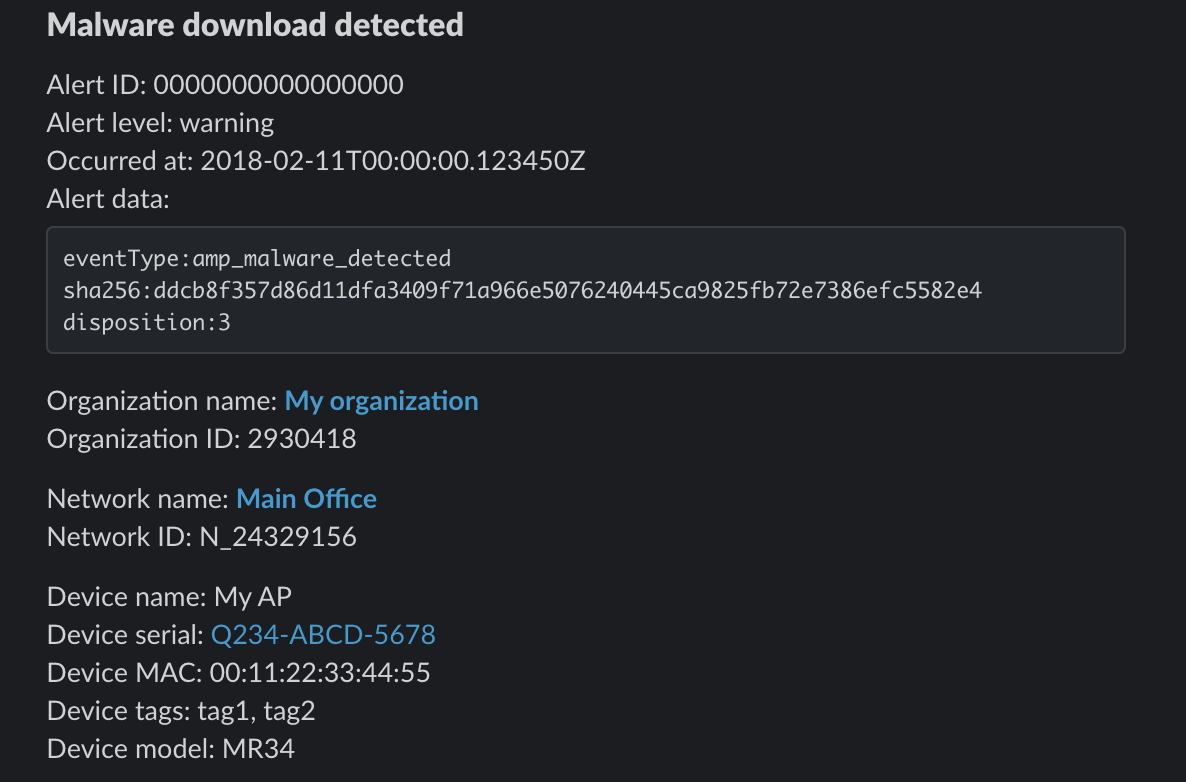 Malware download detected
Alert ID: 0000000000000000
Alert level: warning
Occurred at: 2018-02-11T00:00:00.123450Z
Alert data:
eventType:amp_malware_detected
sha256:ddcb8f357d86d11dfa3409f71a966e5076240445ca9825fb72e7386efc5582e4
disposition:3
Organization name: My organization
Organization ID: 2930418
Network name: Main Office
Network ID: N_24329156
Device name: My AP
Device serial: Q234-ABCD-5678
Device MAC: 00:11:22:33:44:55
Device tags: tag1, tag2
Device model: MR34